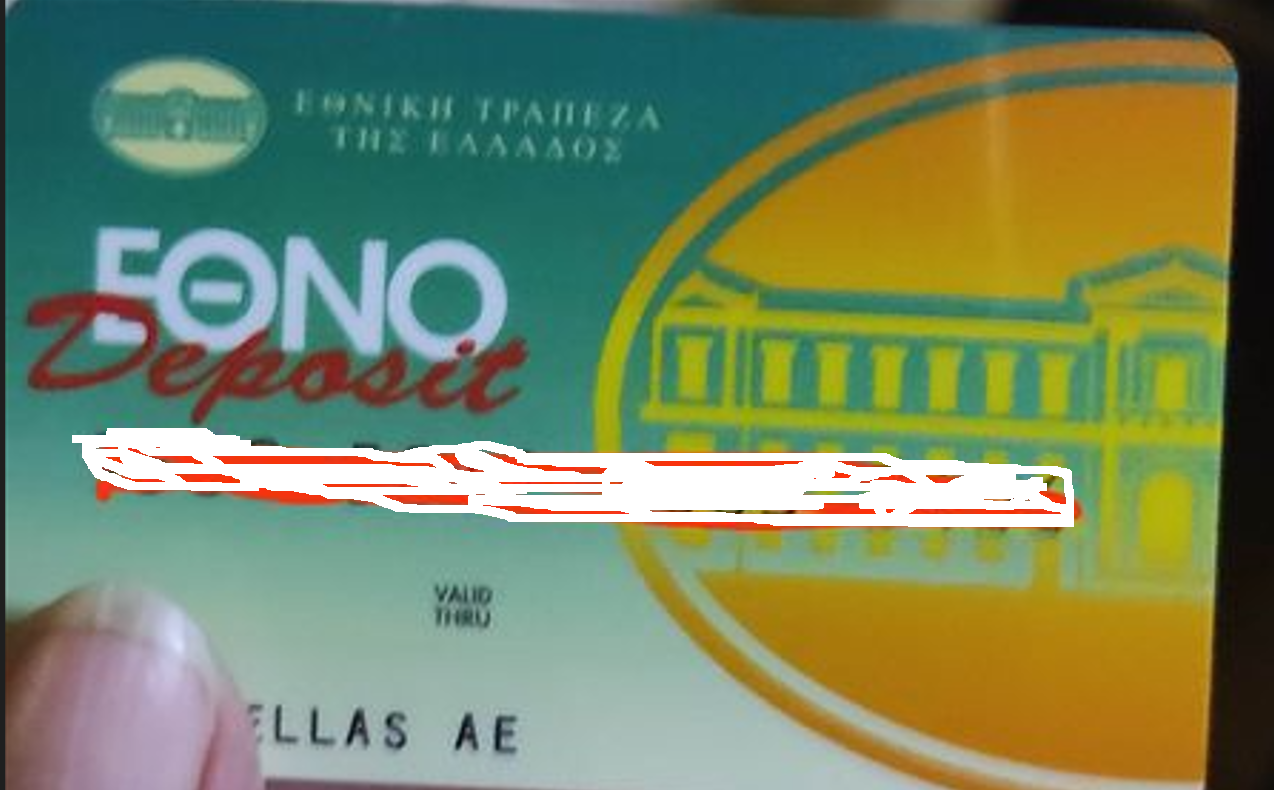 ΕΘΝΙΚΗ ΤΡΑΠΕΖΑ
ΤΗΣ ΕΛΛΑΔΟΣ
ΕΘΝΟ
Deposit
VALID
THRU
ELLAS AE